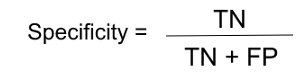 Specificity =
TN
TN + FP